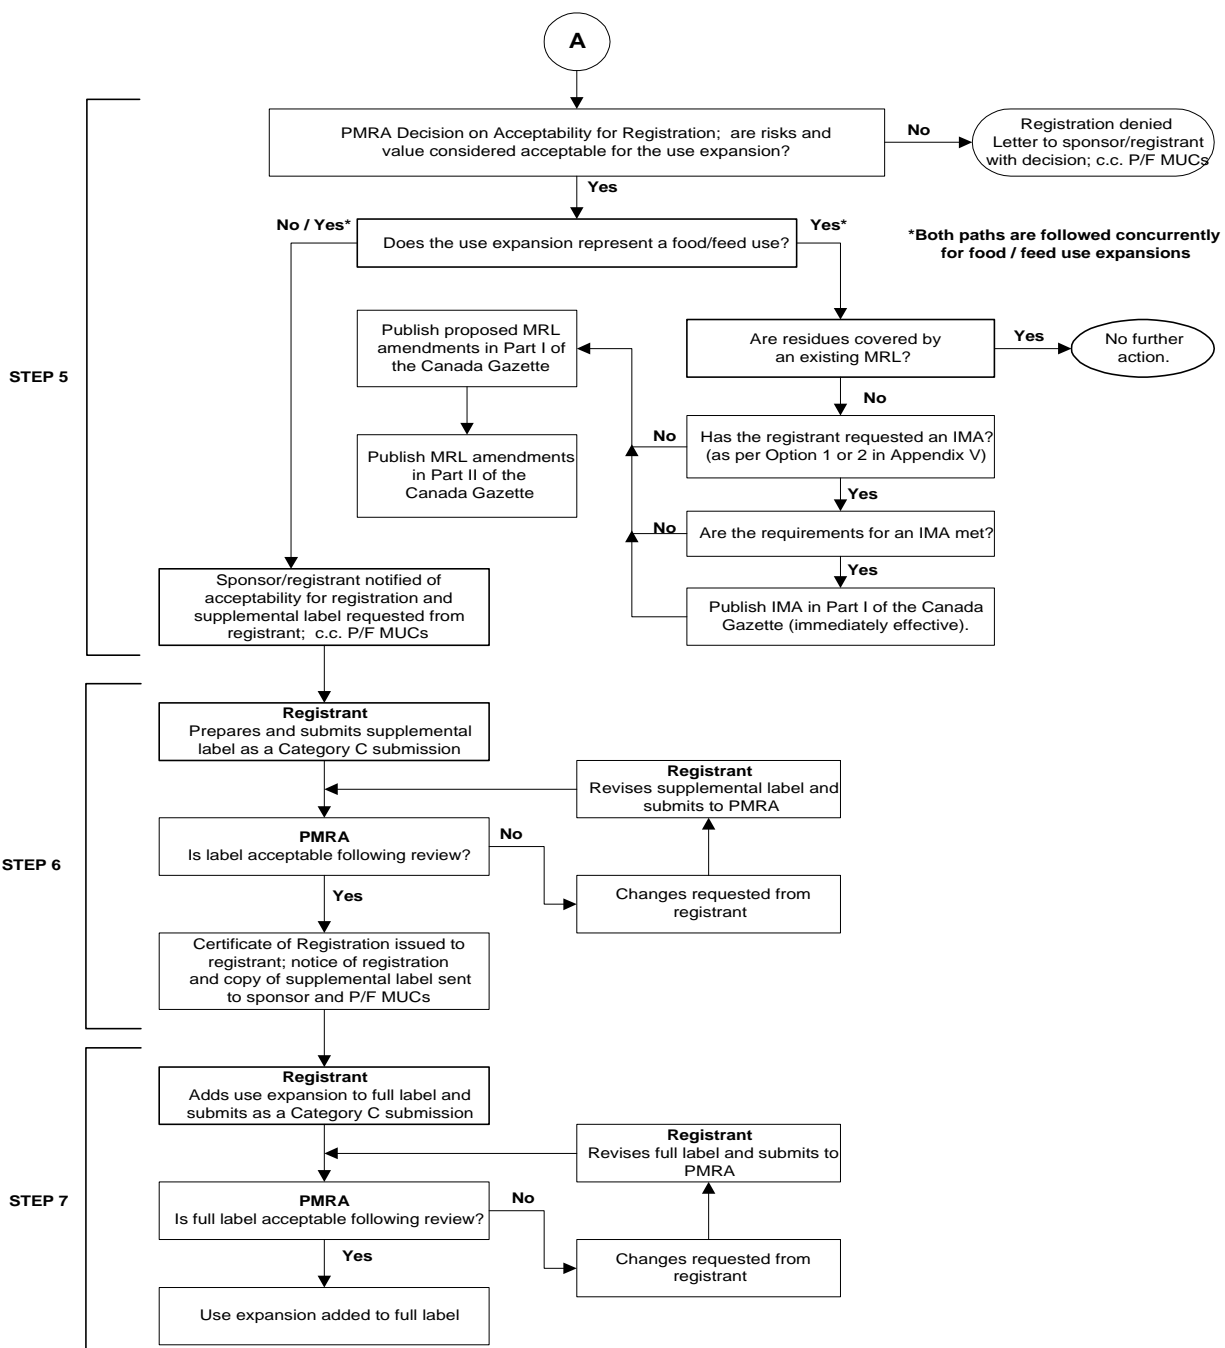 A
PMRA Decision on Acceptability for Registration; are risks and
value considered acceptable for the use expansion?
No
Registration denied
Letter to sponsor/registrant
with decision; c.c. P/F MUCs
Yes
No / Yes*
Does the use expansion represent a food/feed use?
Yes*
*Both paths are followed concurrently
for food / feed use expansions
STEP 5
Publish proposed MRL
amendments in Part I of
the Canada Gazette
Are residues covered by
an existing MRL?
Yes
No further
action.
No
Publish MRL amendments
in Part II of the
Canada Gazette
No
Has the registrant requested an IMA?
(as per Option 1 or 2 in Appendix V)
Yes
No
Are the requirements for an IMA met?
Yes
Publish IMA in Part I of the Canada
Gazette (immediately effective).
Sponsor/registrant notified of
acceptability for registration and
supplemental label requested from
registrant; c.c. P/F MUCs
STEP 6
Registrant
Prepares and submits supplemental
label as a Category C submission
Registrant
Revises supplemental label and
submits to PMRA
PMRA
Is label acceptable following review?
No
Changes requested from
registrant
Yes
Certificate of Registration issued to
registrant; notice of registration
and copy of supplemental label sent
to sponsor and P/F MUCs
STEP 7
Registrant
Adds use expansion to full label and
submits as a Category C submission
Registrant
Revises full label and submits to
PMRA
PMRA
Is full label acceptable following review?
No
Changes requested from
registrant
Yes
Use expansion added to full label